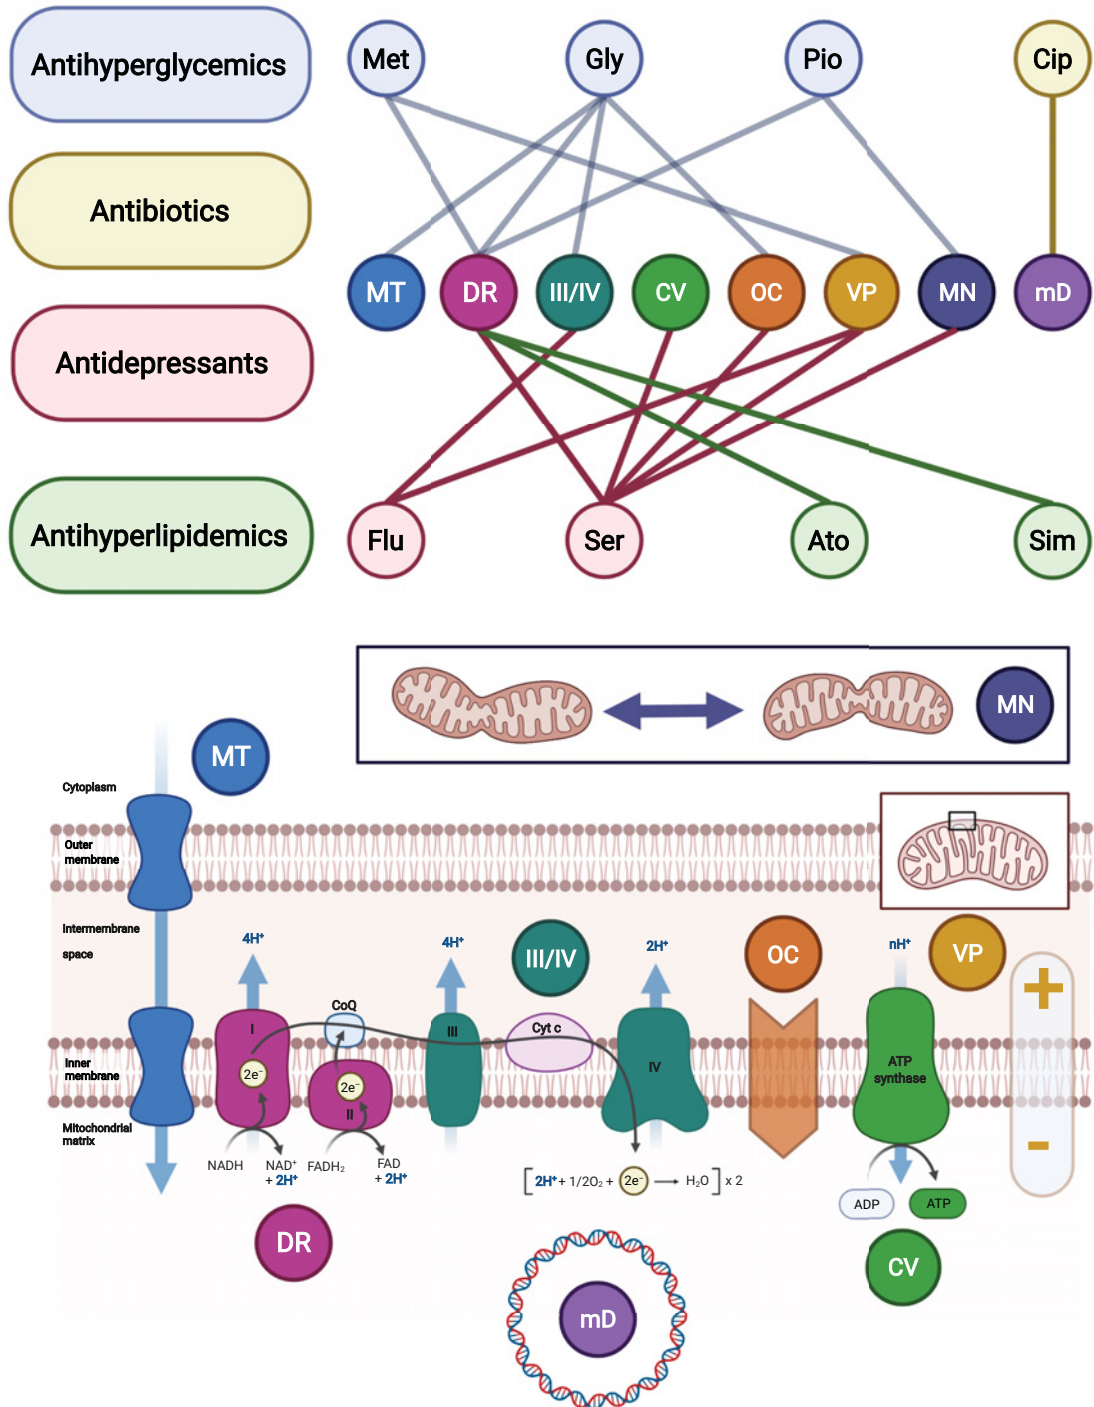 Antihyperglycemics
Met Gly Pio Cip
Antibiotics
MT DR III/IV CV OC VP MN mD
Antidepressants
Antihyperlipidemics
Flu Ser Ato Sim
MN
MT
Cytoplasm
Outer
membrane
Intermembrane
space
4H⁺ 4H⁺ III/IV 2H⁺ OC nH⁺ VP
CoQ
+
I III Cyt c
IV
ATP
synthase
Inner
membrane
2e⁻ 2e⁻
II
Mitochondrial
matrix
-
NADH NAD⁺ FADH₂ FAD
+ 2H⁺ + 2H⁺
[2H⁺ + 1/2O₂ + 2e⁻ → H₂O] x 2
ADP ATP
DR
CV
mD